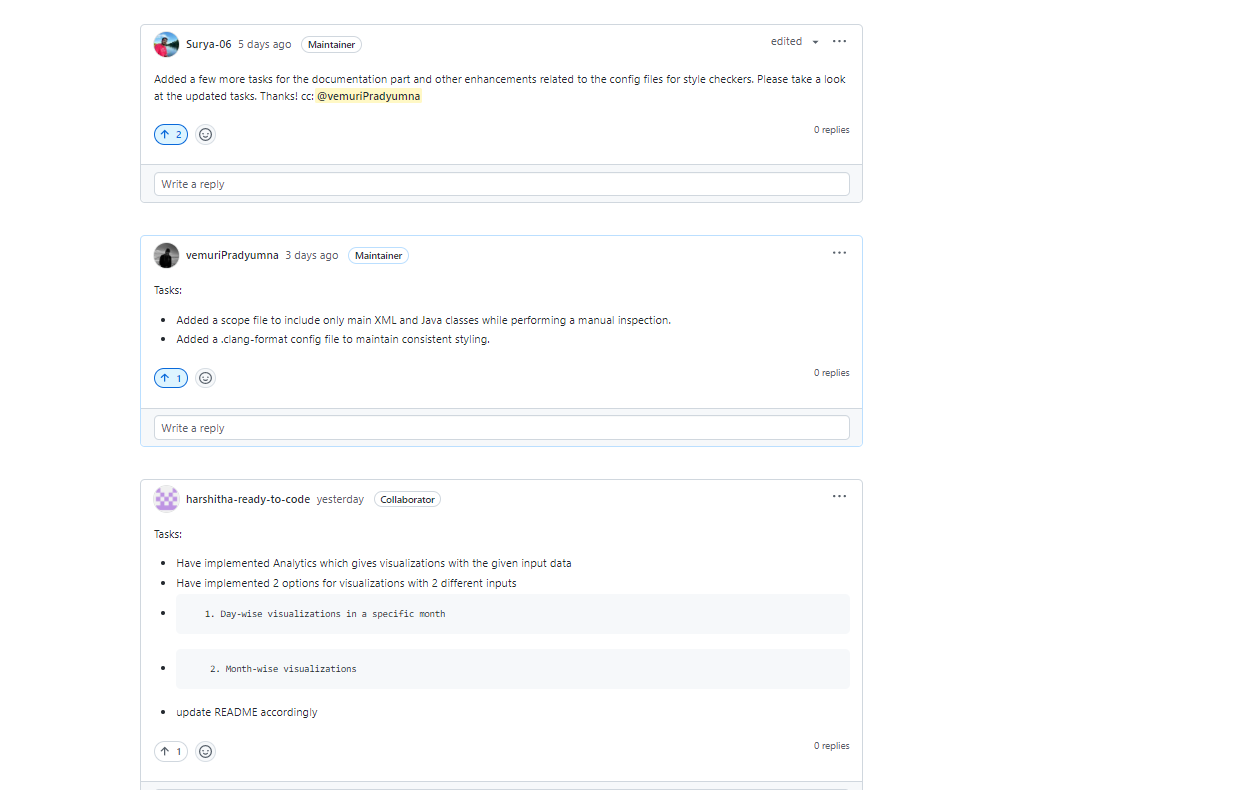 Surya-06 5 days ago Maintainer edited
Added a few more tasks for the documentation part and other enhancements related to the config files for style checkers. Please take a look
at the updated tasks. Thanks! cc: @vemuriPradyumna
2 0 replies
Write a reply
vemuriPradyumna 3 days ago Maintainer
Tasks:
Added a scope file to include only main XML and Java classes while performing a manual inspection.
Added a .clang-format config file to maintain consistent styling.
1 0 replies
Write a reply
harshitha-ready-to-code yesterday Collaborator
Tasks:
Have implemented Analytics which gives visualizations with the given input data
Have implemented 2 options for visualizations with 2 different inputs
1. Day-wise visualizations in a specific month
2. Month-wise visualizations
update README accordingly
1 0 replies